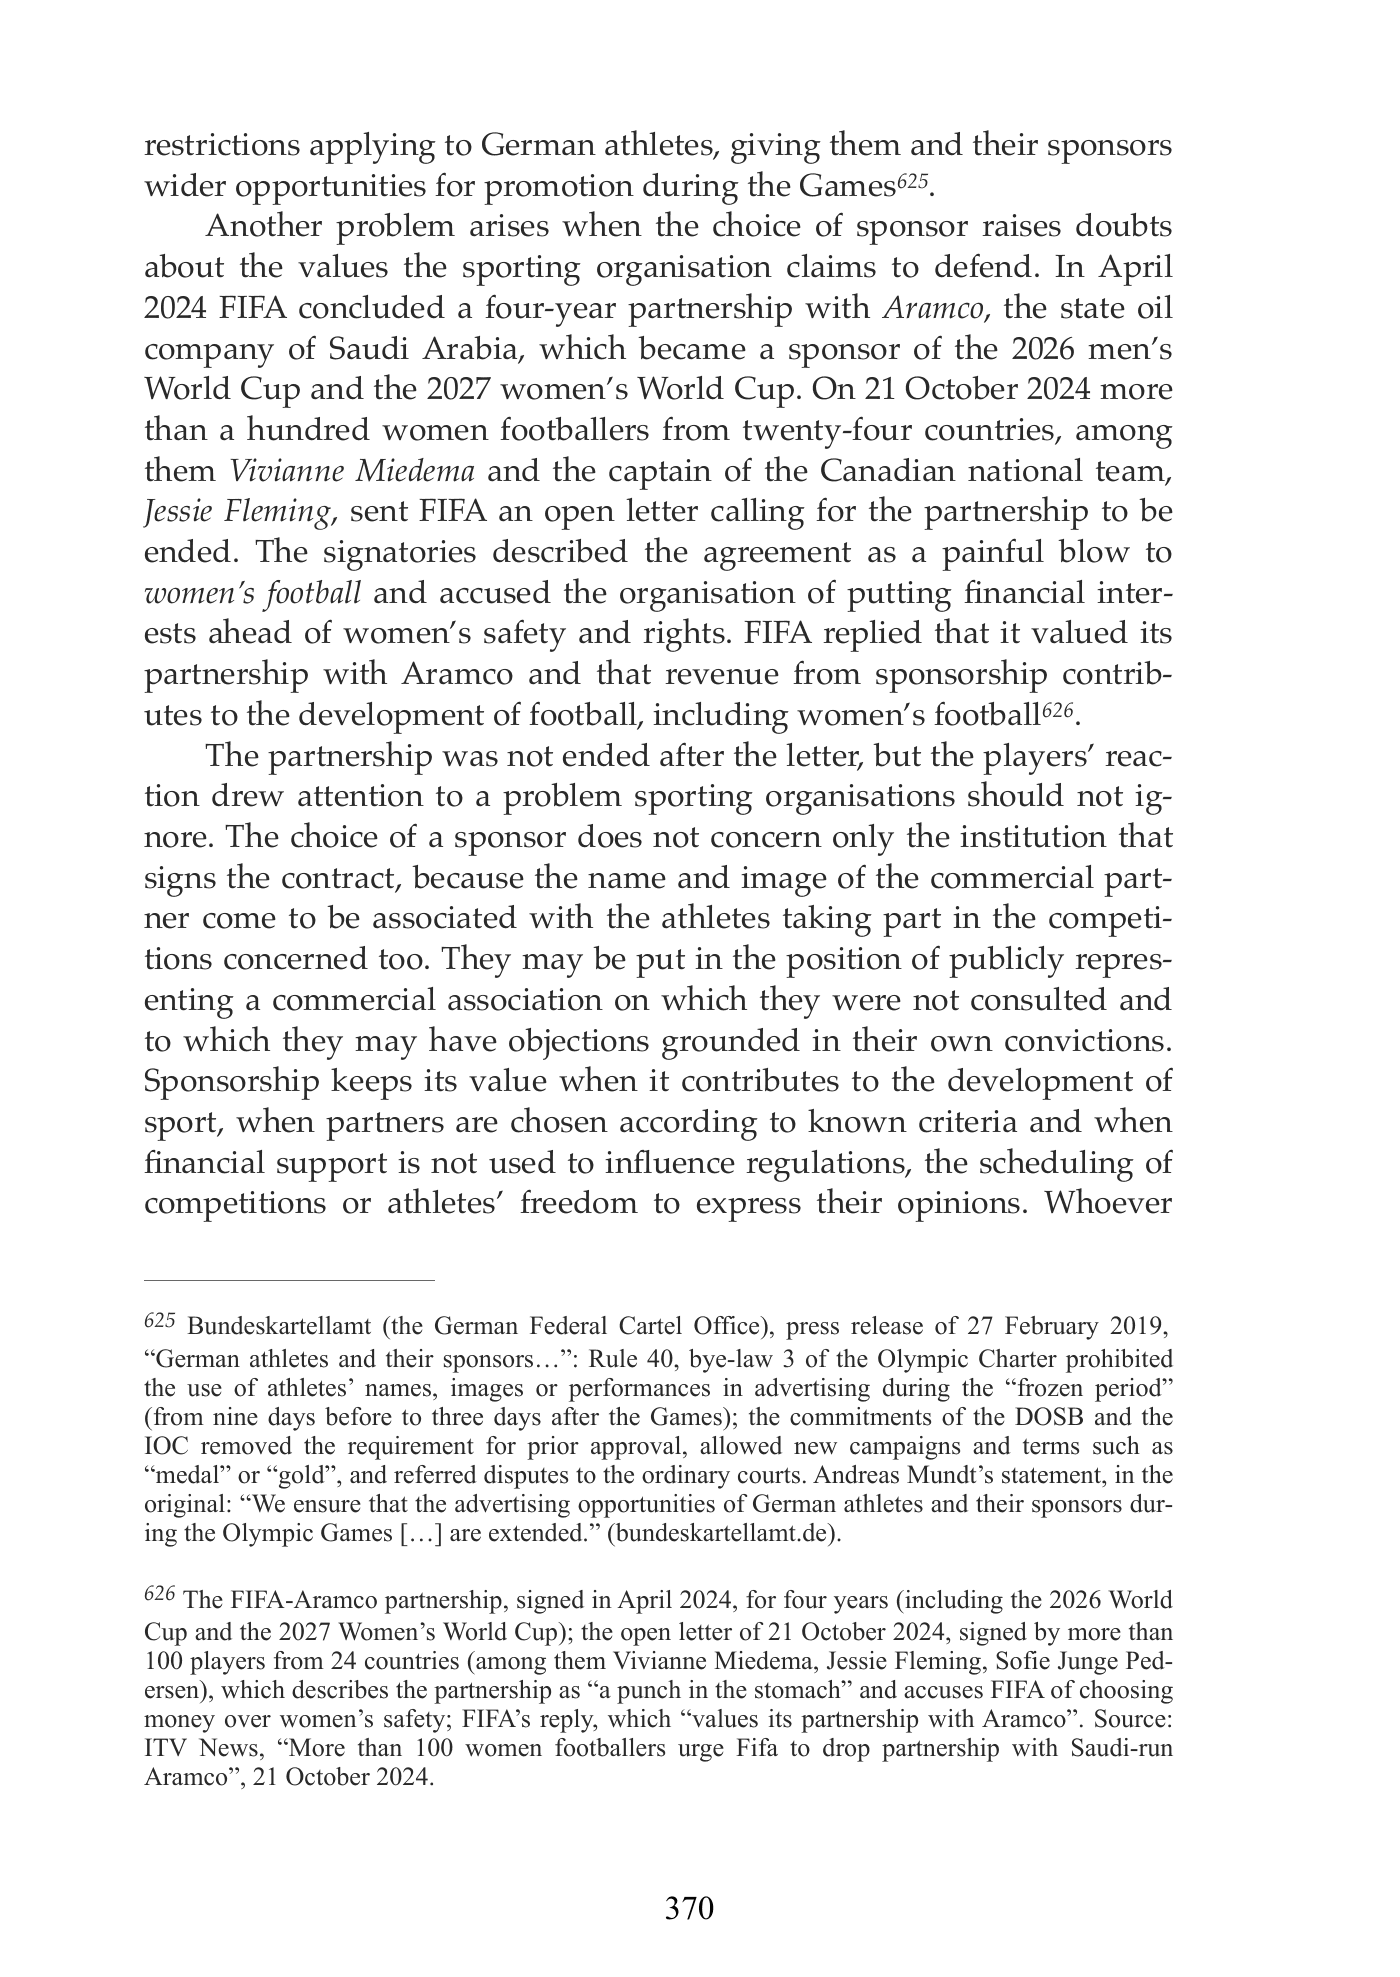 restrictions applying to German athletes, giving them and their sponsors
wider opportunities for promotion during the Games625.
Another problem arises when the choice of sponsor raises doubts
about the values the sporting organisation claims to defend. In April
2024 FIFA concluded a four-year partnership with Aramco, the state oil
company of Saudi Arabia, which became a sponsor of the 2026 men’s
World Cup and the 2027 women’s World Cup. On 21 October 2024 more
than a hundred women footballers from twenty-four countries, among
them Vivianne Miedema and the captain of the Canadian national team,
Jessie Fleming, sent FIFA an open letter calling for the partnership to be
ended. The signatories described the agreement as a painful blow to
women’s football and accused the organisation of putting financial inter-
ests ahead of women’s safety and rights. FIFA replied that it valued its
partnership with Aramco and that revenue from sponsorship contrib-
utes to the development of football, including women’s football626.
The partnership was not ended after the letter, but the players’ reac-
tion drew attention to a problem sporting organisations should not ig-
nore. The choice of a sponsor does not concern only the institution that
signs the contract, because the name and image of the commercial part-
ner come to be associated with the athletes taking part in the competi-
tions concerned too. They may be put in the position of publicly repres-
enting a commercial association on which they were not consulted and
to which they may have objections grounded in their own convictions.
Sponsorship keeps its value when it contributes to the development of
sport, when partners are chosen according to known criteria and when
financial support is not used to influence regulations, the scheduling of
competitions or athletes’ freedom to express their opinions. Whoever
625 Bundeskartellamt (the German Federal Cartel Office), press release of 27 February 2019,
“German athletes and their sponsors…”: Rule 40, bye-law 3 of the Olympic Charter prohibited
the use of athletes’ names, images or performances in advertising during the “frozen period”
(from nine days before to three days after the Games); the commitments of the DOSB and the
IOC removed the requirement for prior approval, allowed new campaigns and terms such as
“medal” or “gold”, and referred disputes to the ordinary courts. Andreas Mundt’s statement, in the
original: “We ensure that the advertising opportunities of German athletes and their sponsors dur-
ing the Olympic Games […] are extended.” (bundeskartellamt.de).
626 The FIFA-Aramco partnership, signed in April 2024, for four years (including the 2026 World
Cup and the 2027 Women’s World Cup); the open letter of 21 October 2024, signed by more than
100 players from 24 countries (among them Vivianne Miedema, Jessie Fleming, Sofie Junge Ped-
ersen), which describes the partnership as “a punch in the stomach” and accuses FIFA of choosing
money over women’s safety; FIFA’s reply, which “values its partnership with Aramco”. Source:
ITV News, “More than 100 women footballers urge Fifa to drop partnership with Saudi-run
Aramco”, 21 October 2024.
370